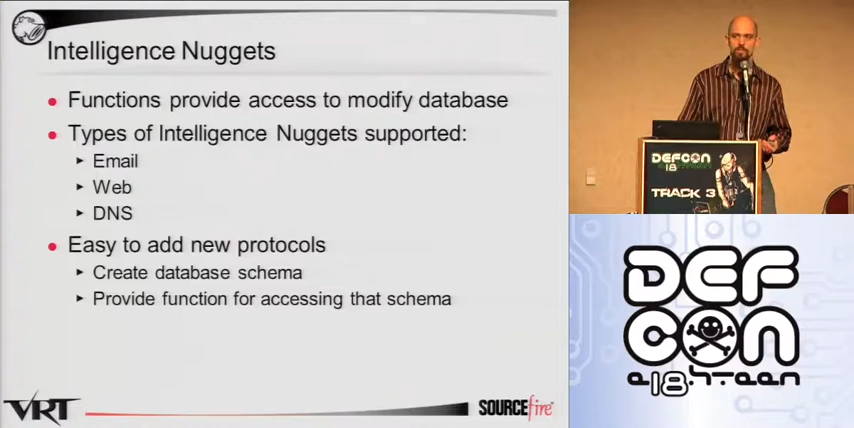 Intelligence Nuggets
Functions provide access to modify database
Types of Intelligence Nuggets supported:
Email
Web
DNS
Easy to add new protocols
Create database schema
Provide function for accessing that schema
VRT
SOURCEfire
DEFCON
18
TRACK 3
DEF
CON
e18h-teen